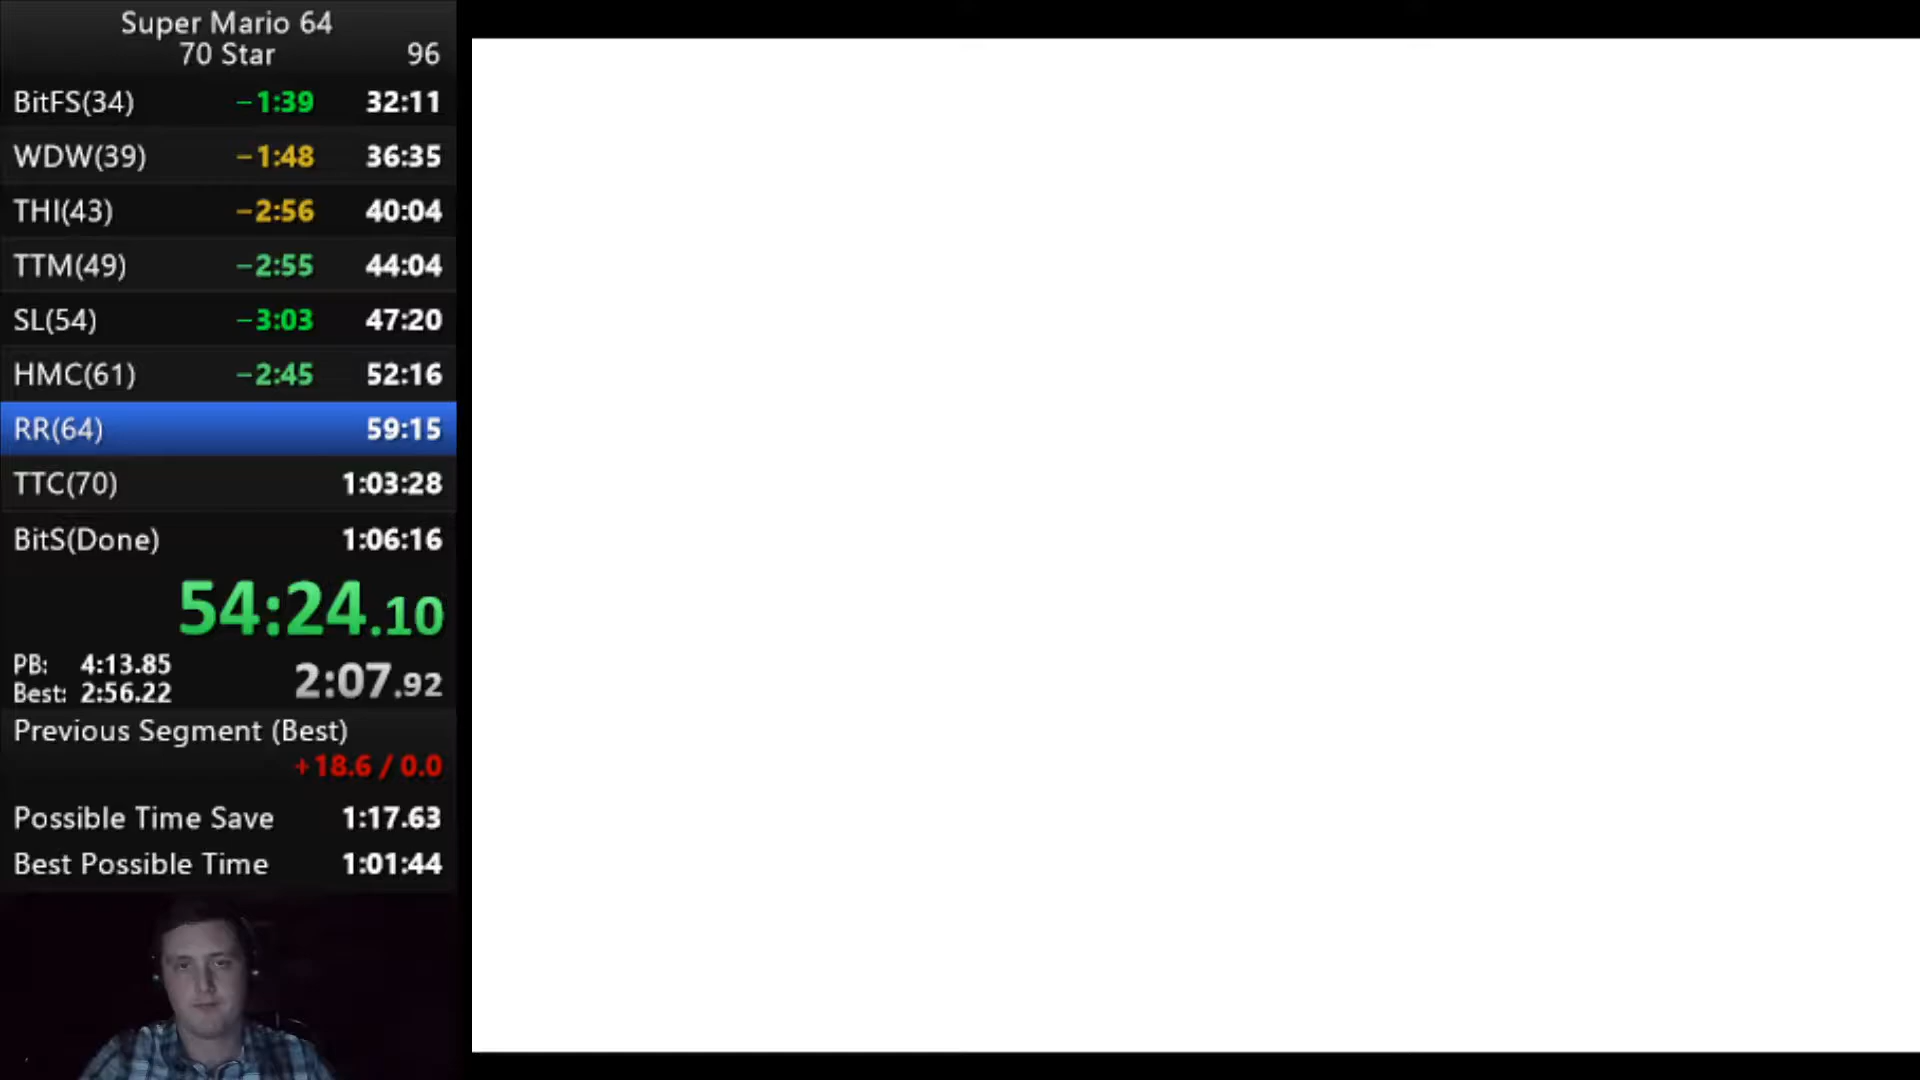 Super Mario 64
70 Star 96
BitFS(34) −1:39 32:11
WDW(39) −1:48 36:35
THI(43) −2:56 40:04
TTM(49) −2:55 44:04
SL(54) −3:03 47:20
HMC(61) −2:45 52:16
RR(64) 59:15
TTC(70) 1:03:28
BitS(Done) 1:06:16
54:24.10
PB: 4:13.85
Best: 2:56.22
2:07.92
Previous Segment (Best)
+18.6 / 0.0
Possible Time Save 1:17.63
Best Possible Time 1:01:44